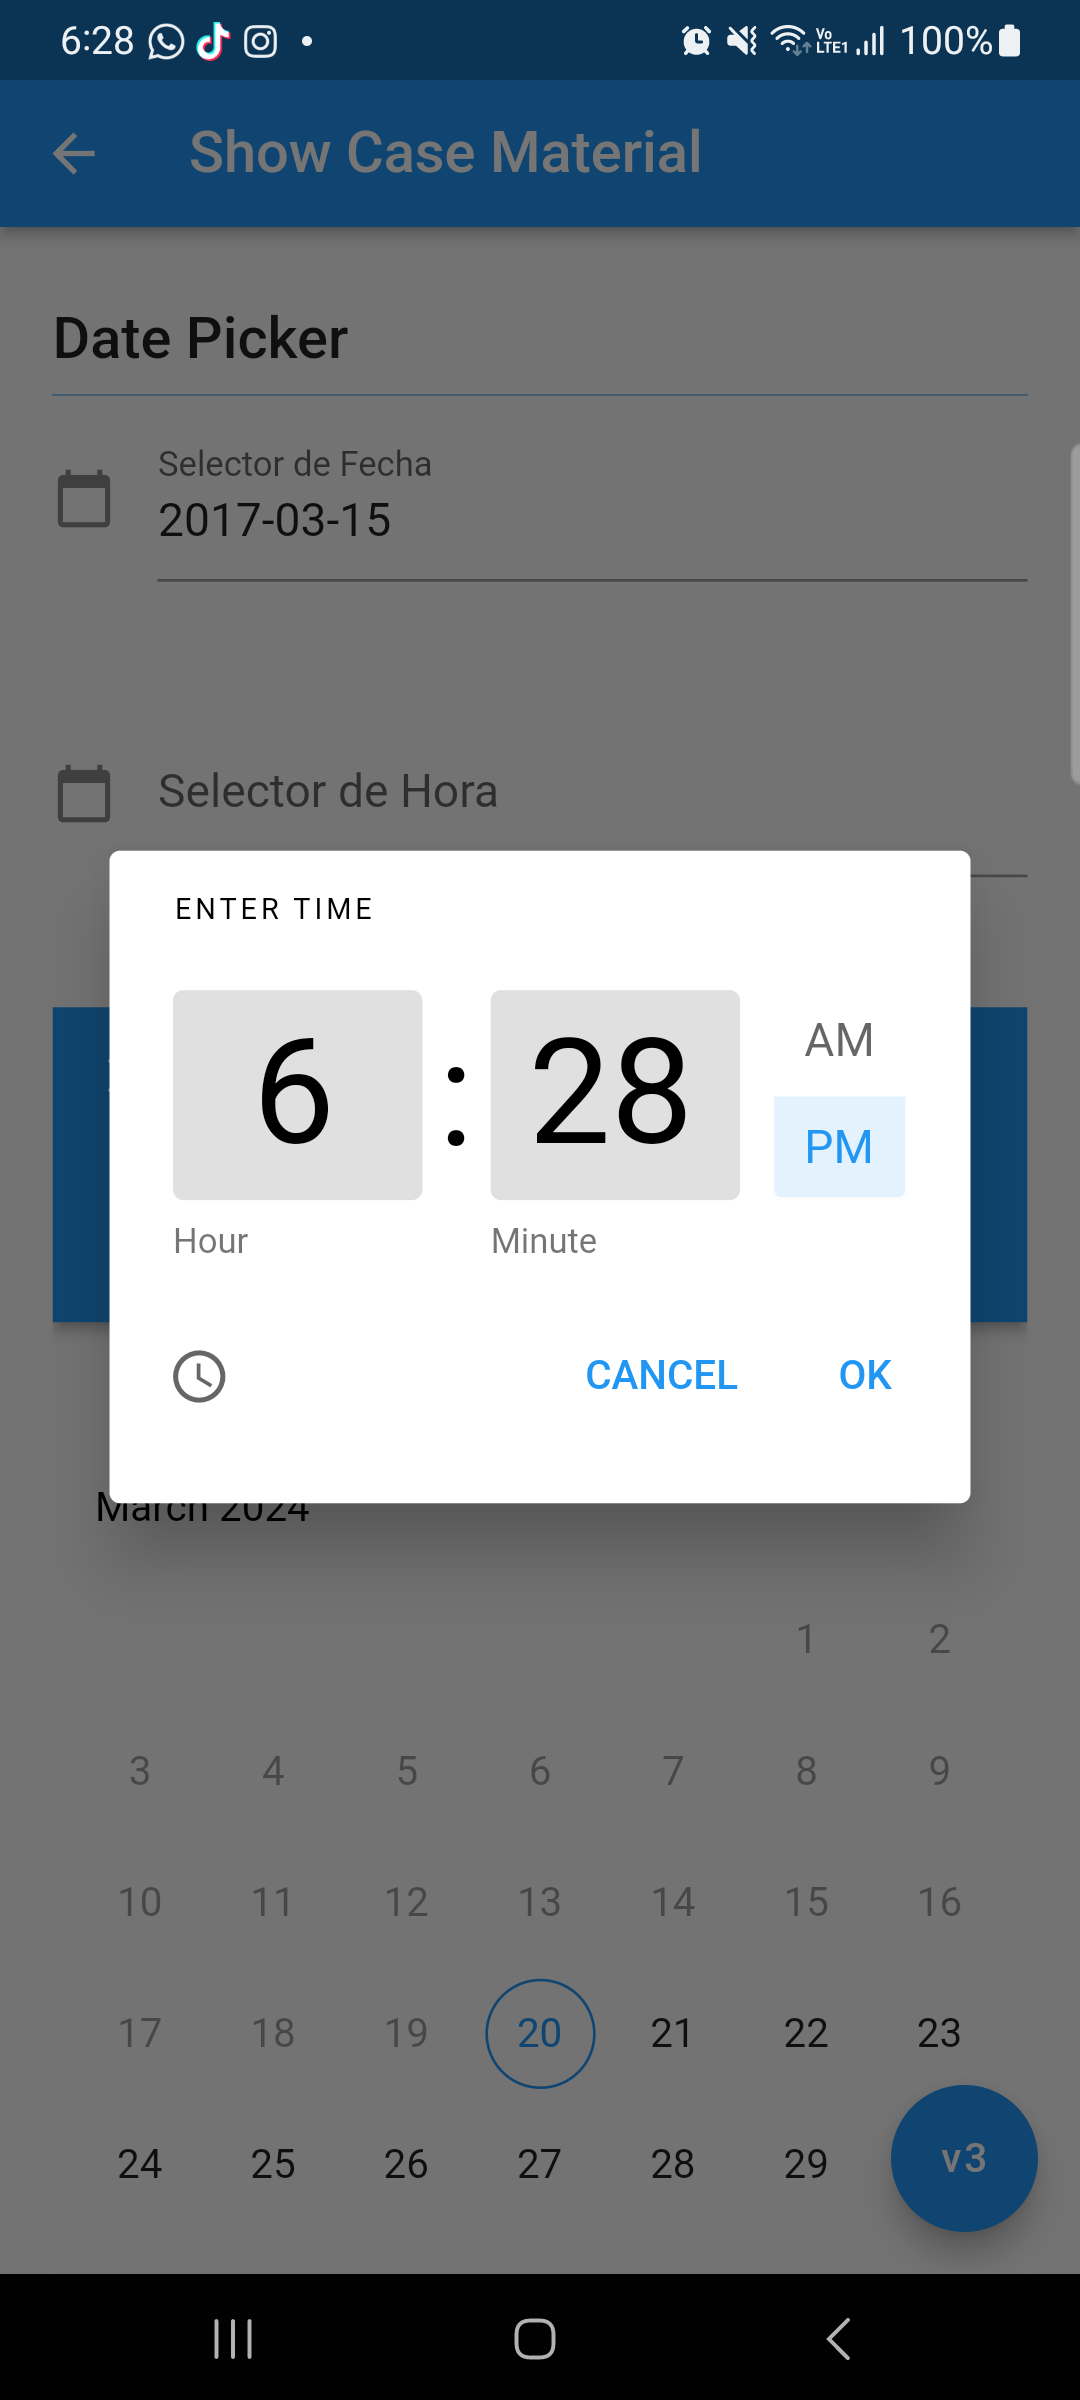 6:28 Vo LTE1 100%
Show Case Material
Date Picker
Selector de Fecha
2017-03-15
Selector de Hora
ENTER TIME
6 : 28
AM
PM
Hour Minute
CANCEL OK
March 2024
1 2
3 4 5 6 7 8 9
10 11 12 13 14 15 16
17 18 19 20 21 22 23
24 25 26 27 28 29
v3